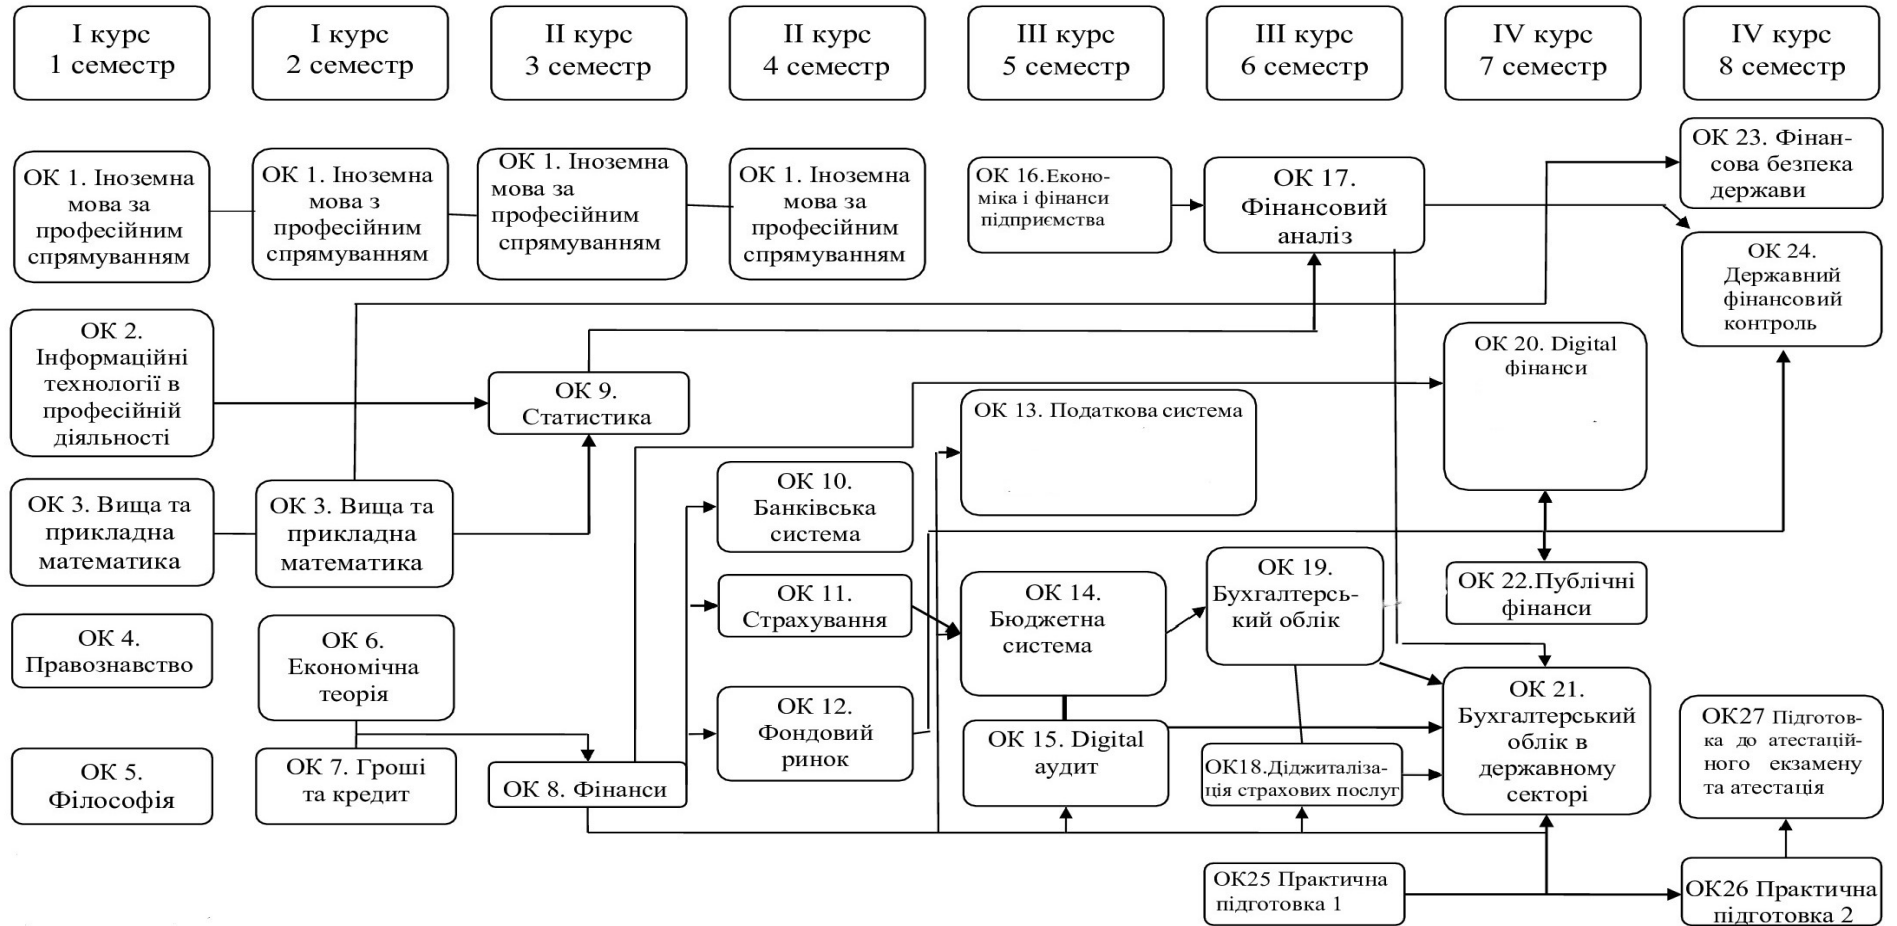 I курс
1 семестр
I курс
2 семестр
II курс
3 семестр
II курс
4 семестр
III курс
5 семестр
III курс
6 семестр
IV курс
7 семестр
IV курс
8 семестр
ОК 1. Іноземна
мова за
професійним
спрямуванням
ОК 1. Іноземна
мова з
професійним
спрямуванням
ОК 1. Іноземна
мова за
професійним
спрямуванням
ОК 1. Іноземна
мова за
професійним
спрямуванням
ОК 16.Еконо-
міка і фінанси
підприємства
ОК 17.
Фінансовий
аналіз
ОК 23. Фінан-
сова безпека
держави
ОК 24.
Державний
фінансовий
контроль
ОК 2.
Інформаційні
технології в
професійній
діяльності
ОК 9.
Статистика
ОК 13. Податкова система
ОК 20. Digital
фінанси
ОК 3. Вища та
прикладна
математика
ОК 3. Вища та
прикладна
математика
ОК 10.
Банківська
система
ОК 11.
Страхування
ОК 14.
Бюджетна
система
ОК 19.
Бухгалтерсь-
кий облік
ОК 22.Публічні
фінанси
ОК 4.
Правознавство
ОК 6.
Економічна
теорія
ОК 12.
Фондовий
ринок
ОК 15. Digital
аудит
ОК18.Діджиталіза-
ція страхових послуг
ОК 21.
Бухгалтерський
облік в
державному
секторі
ОК27 Підготов-
ка до атестацій-
ного екзамену
та атестація
ОК 5.
Філософія
ОК 7. Гроші
та кредит
ОК 8. Фінанси
ОК25 Практична
підготовка 1
ОК26 Практична
підготовка 2